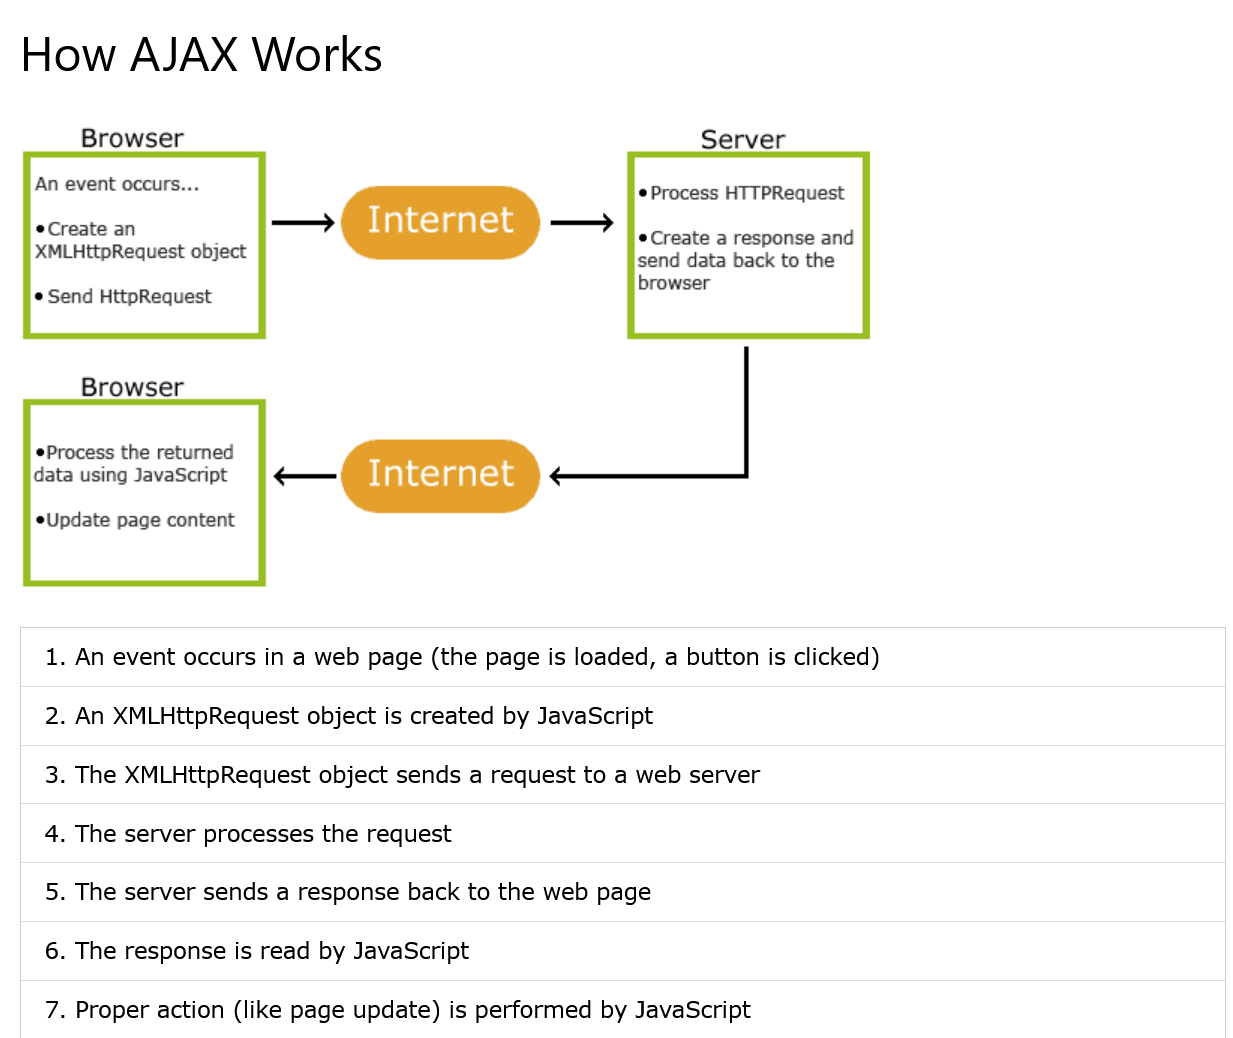 How AJAX Works
Browser
An event occurs...
•Create an
XMLHttpRequest object
• Send HttpRequest
Internet
Server
•Process HTTPRequest
•Create a response and
send data back to the
browser
Browser
•Process the returned
data using JavaScript
•Update page content
Internet
1. An event occurs in a web page (the page is loaded, a button is clicked)
2. An XMLHttpRequest object is created by JavaScript
3. The XMLHttpRequest object sends a request to a web server
4. The server processes the request
5. The server sends a response back to the web page
6. The response is read by JavaScript
7. Proper action (like page update) is performed by JavaScript